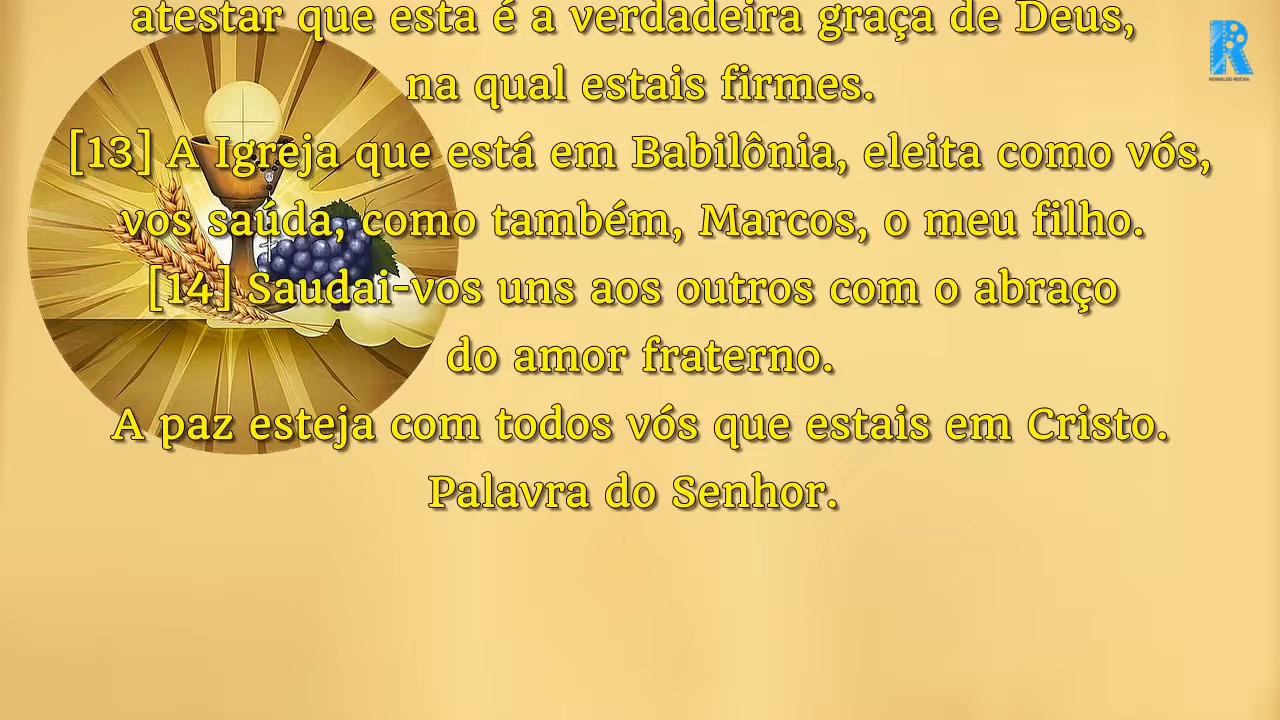 atestar que esta é a verdadeira graça de Deus,
na qual estais firmes.
[13] A Igreja que está em Babilônia, eleita como vós,
vos saúda, como também, Marcos, o meu filho.
[14] Saudai-vos uns aos outros com o abraço
do amor fraterno.
A paz esteja com todos vós que estais em Cristo.
Palavra do Senhor.
R
REINALDO ROCHA